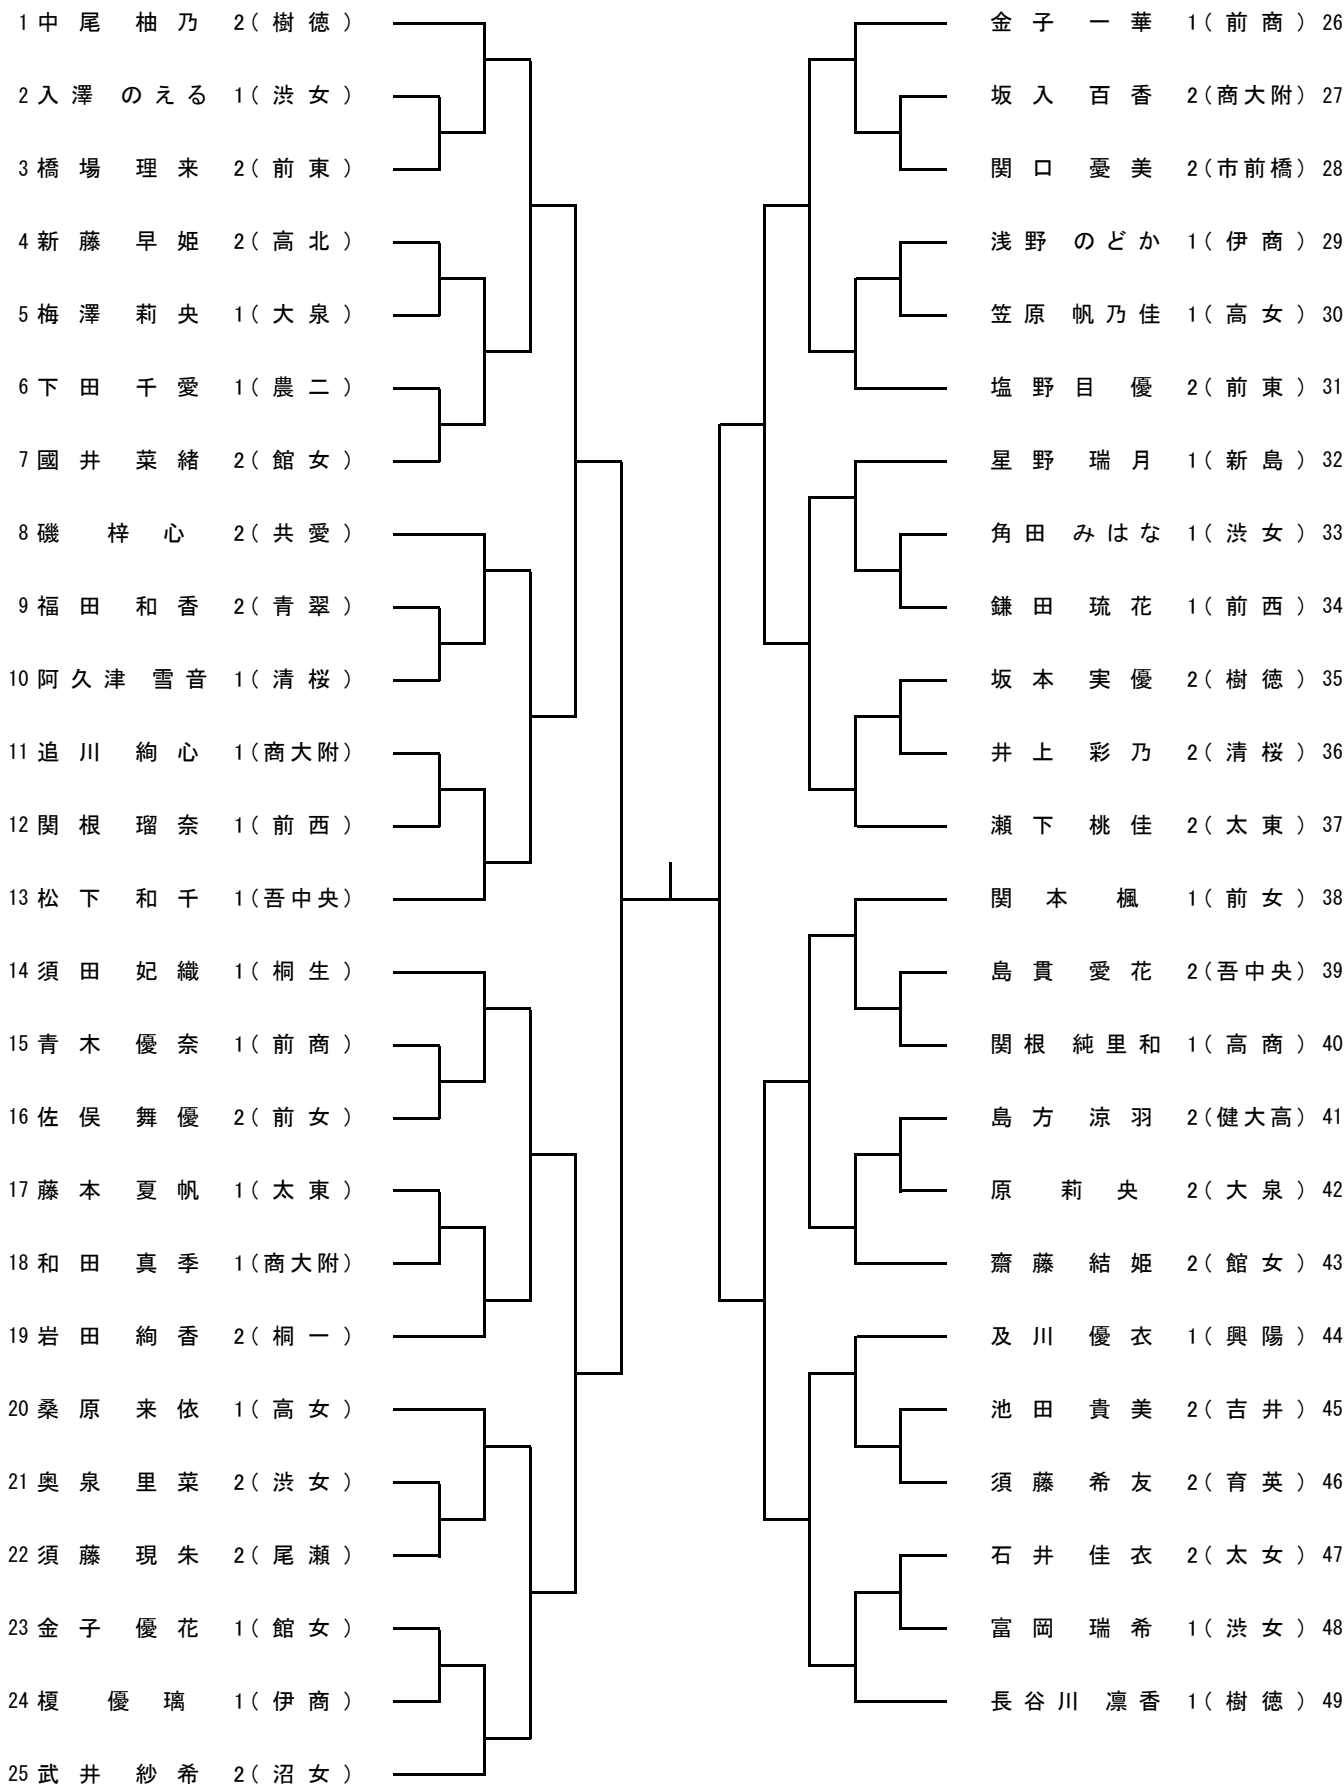 1 中尾 柚乃 2(樹徳)
2 入澤 のえる 1(渋女)
3 橋場 理来 2(前東)
4 新藤 早姫 2(高北)
5 梅澤 莉央 1(大泉)
6 下田 千愛 1(農二)
7 國井 菜緒 2(館女)
8 磯 梓心 2(共愛)
9 福田 和香 2(青翠)
10 阿久津 雪音 1(清桜)
11 追川 絢心 1(商大附)
12 関根 瑠奈 1(前西)
13 松下 和千 1(吾中央)
14 須田 妃織 1(桐生)
15 青木 優奈 1(前商)
16 佐俣 舞優 2(前女)
17 藤本 夏帆 1(太東)
18 和田 真季 1(商大附)
19 岩田 絢香 2(桐一)
20 桑原 来依 1(高女)
21 奥泉 里菜 2(渋女)
22 須藤 現朱 2(尾瀬)
23 金子 優花 1(館女)
24 榎 優璃 1(伊商)
25 武井 紗希 2(沼女)
金子 一華 1(前商) 26
坂入 百香 2(商大附) 27
関口 憂美 2(市前橋) 28
浅野 のどか 1(伊商) 29
笠原 帆乃佳 1(高女) 30
塩野目 優 2(前東) 31
星野 瑞月 1(新島) 32
角田 みはな 1(渋女) 33
鎌田 琉花 1(前西) 34
坂本 実優 2(樹徳) 35
井上 彩乃 2(清桜) 36
瀬下 桃佳 2(太東) 37
関本 楓 1(前女) 38
島貫 愛花 2(吾中央) 39
関根 純里和 1(高商) 40
島方 涼羽 2(健大高) 41
原 莉央 2(大泉) 42
齋藤 結姫 2(館女) 43
及川 優衣 1(興陽) 44
池田 貴美 2(吉井) 45
須藤 希友 2(育英) 46
石井 佳衣 2(太女) 47
富岡 瑞希 1(渋女) 48
長谷川 凛香 1(樹徳) 49